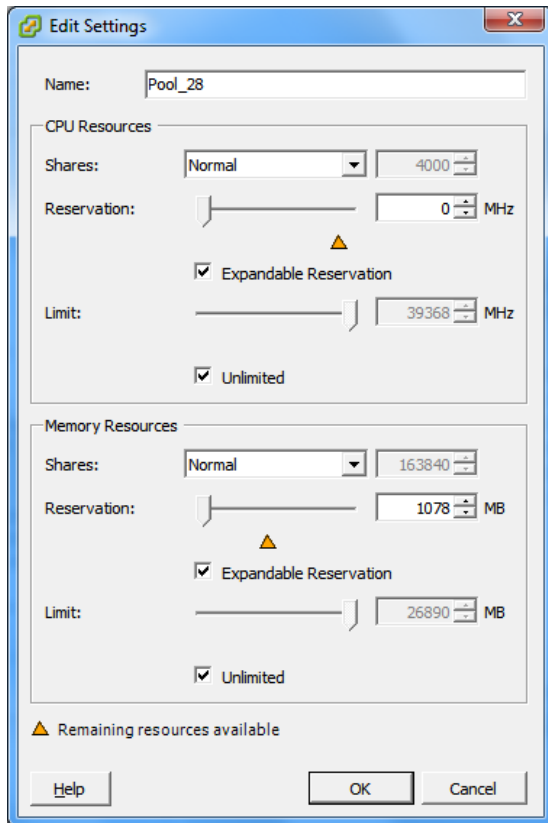 Edit Settings
Name: Pool_28
CPU Resources
Shares: Normal 4000
Reservation: 0 MHz
Expandable Reservation
Limit: 39368 MHz
Unlimited
Memory Resources
Shares: Normal 163840
Reservation: 1078 MB
Expandable Reservation
Limit: 26890 MB
Unlimited
Remaining resources available
Help OK Cancel